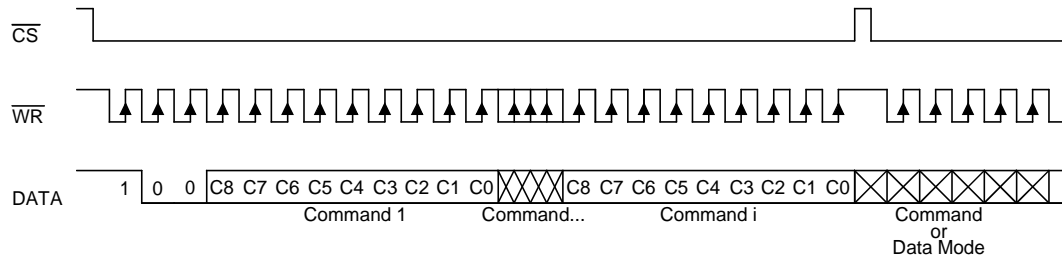 CS
WR
DATA 1 0 0 C8 C7 C6 C5 C4 C3 C2 C1 C0 C8 C7 C6 C5 C4 C3 C2 C1 C0
Command 1 Command... Command i Command
or
Data Mode